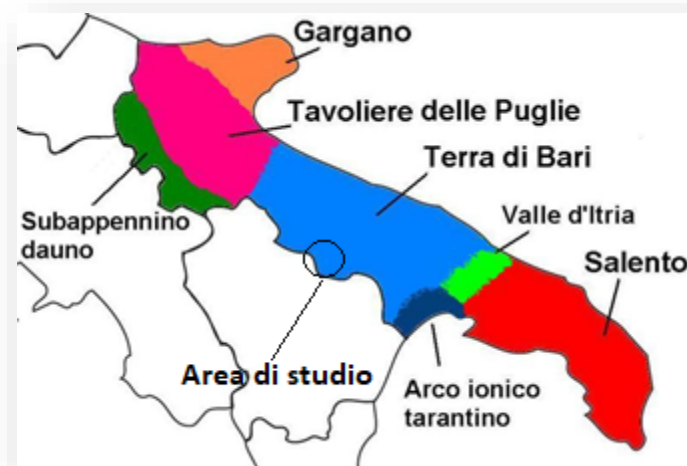 Gargano
Tavoliere delle Puglie
Terra di Bari
Valle d'Itria
Subappennino
dauno
Salento
Area di studio
Arco ionico
tarantino